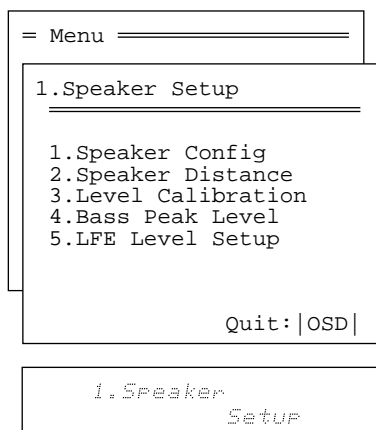 = Menu
1.Speaker Setup
1.Speaker Config
2.Speaker Distance
3.Level Calibration
4.Bass Peak Level
5.LFE Level Setup
Quit:|OSD|
1.Speaker
Setup